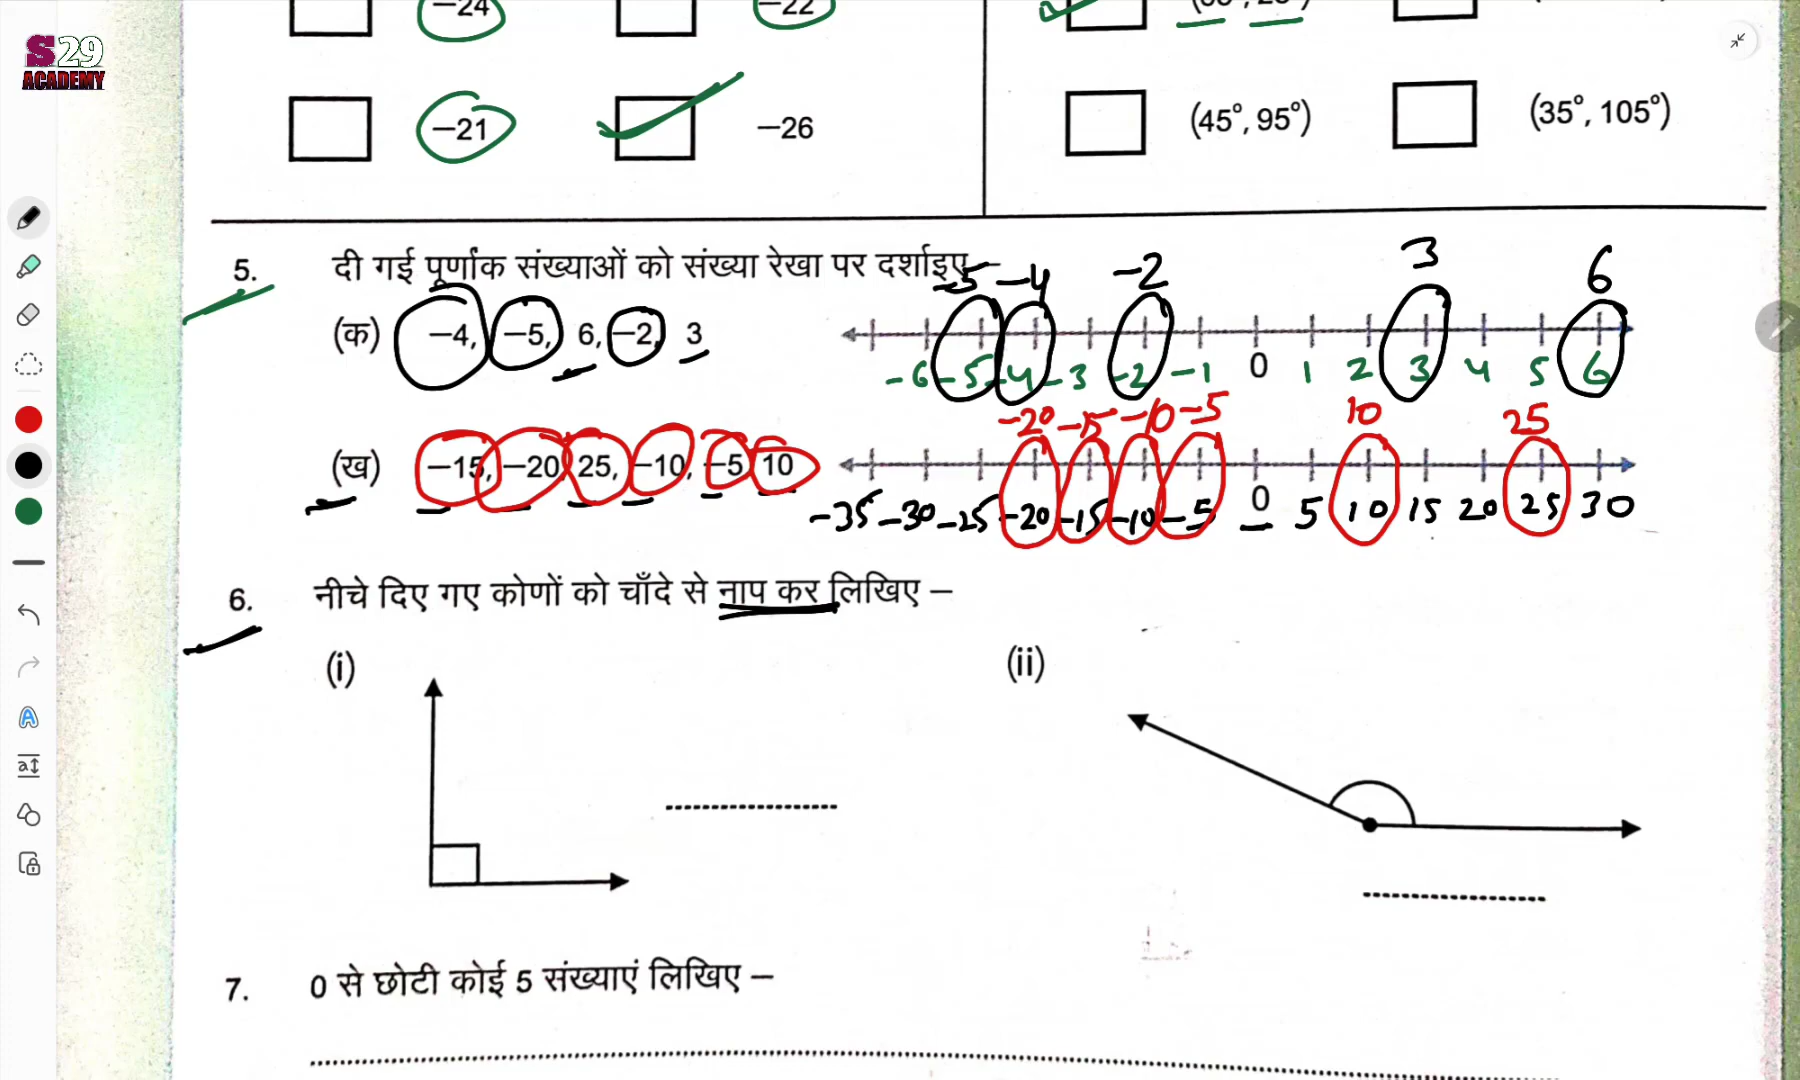 S29
ACADEMY
−24
−22
−21
−26
(45°, 95°)
(35°, 105°)
5. दी गई पूर्णांक संख्याओं को संख्या रेखा पर दर्शाइए –
−5 −4 −2 3 6
(क) −4, −5, 6, −2, 3
−6 −5 −4 −3 −2 −1 0 1 2 3 4 5 6
−20 −15 −10 −5 10 25
(ख) −15, −20, 25, −10, −5, 10
−35 −30 −25 −20 −15 −10 −5 0 5 10 15 20 25 30
6. नीचे दिए गए कोणों को चाँदे से नाप कर लिखिए –
(i)
(ii)
7. 0 से छोटी कोई 5 संख्याएं लिखिए –